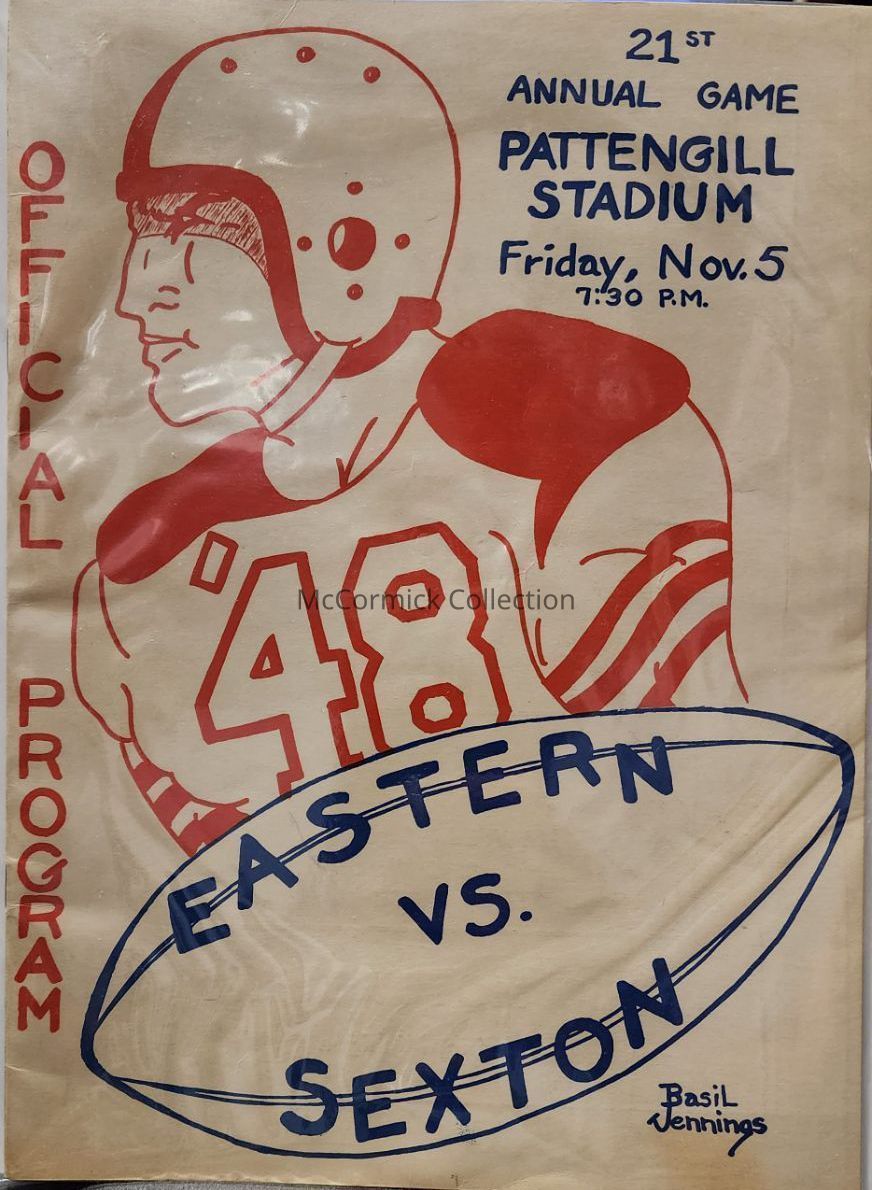 21ST
ANNUAL GAME
PATTENGILL
STADIUM
Friday, Nov. 5
7:30 P.M.
OFFICIAL PROGRAM
'48
McCormick Collection
EASTERN
VS.
SEXTON
Basil
Jennings